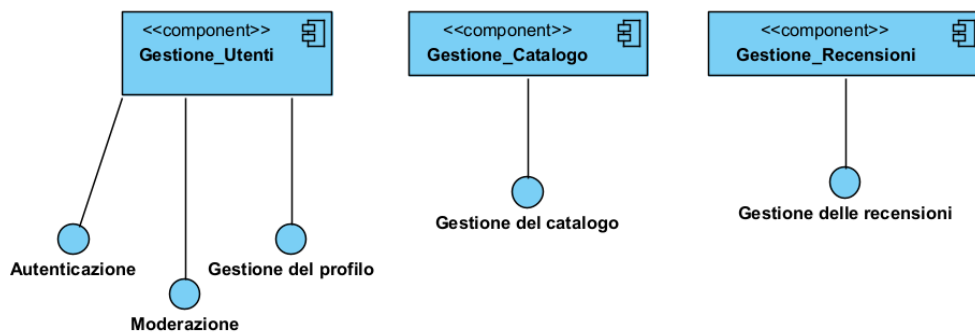 <<component>>
Gestione_Utenti
<<component>>
Gestione_Catalogo
<<component>>
Gestione_Recensioni
Autenticazione
Moderazione
Gestione del profilo
Gestione del catalogo
Gestione delle recensioni